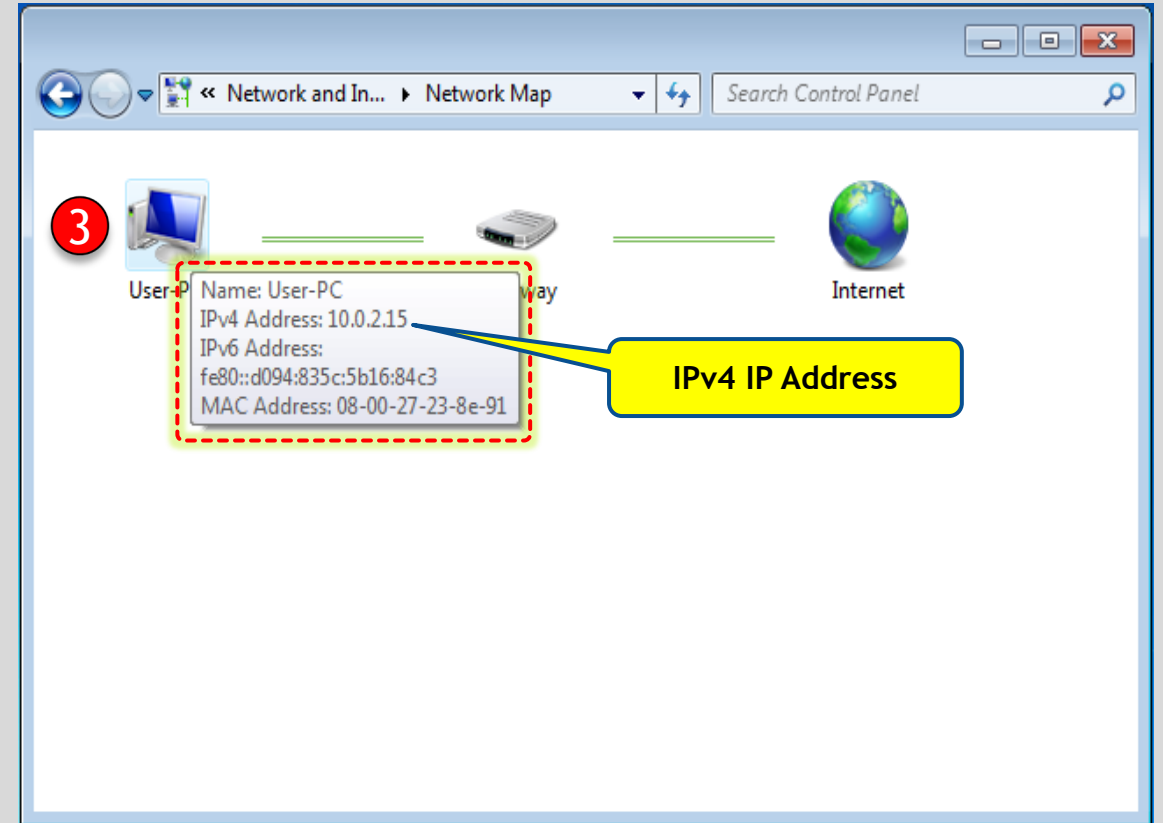 « Network and In... Network Map
Search Control Panel
3
User-P
way
Internet
Name: User-PC
IPv4 Address: 10.0.2.15
IPv6 Address:
fe80::d094:835c:5b16:84c3
MAC Address: 08-00-27-23-8e-91
IPv4 IP Address